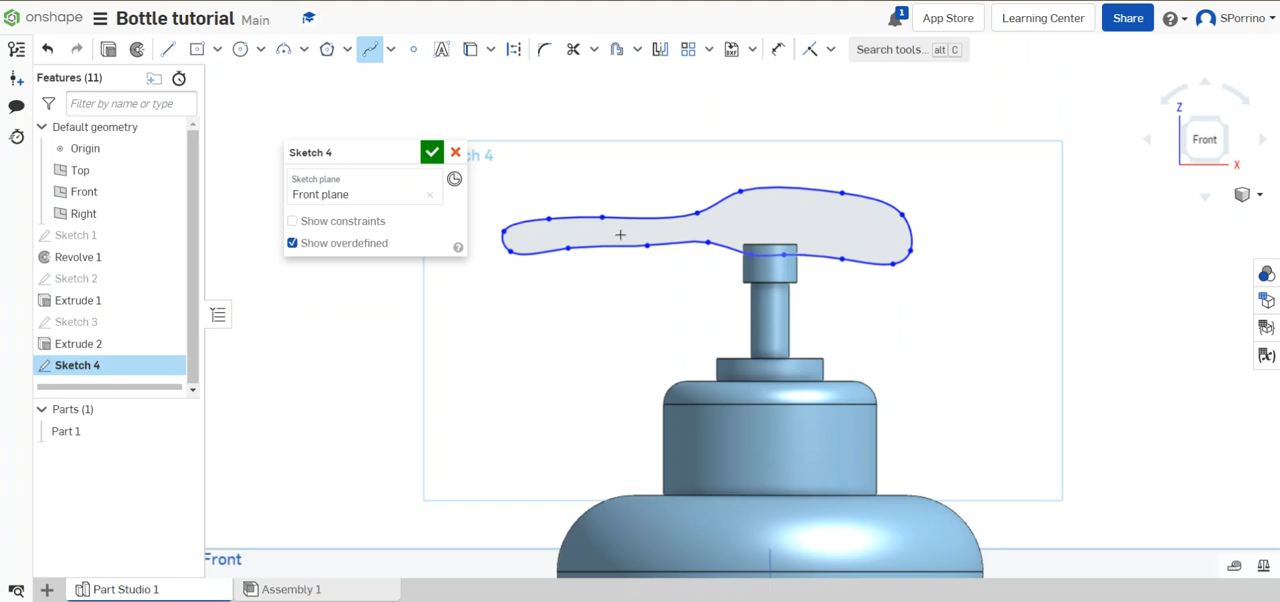 onshape Bottle tutorial Main 1 App Store Learning Center Share SPorrino
Search tools... alt C
Features (11)
Filter by name or type
Default geometry
Origin
Top
Front
Right
Sketch 1
Revolve 1
Sketch 2
Extrude 1
Sketch 3
Extrude 2
Sketch 4
Parts (1)
Part 1
Sketch 4
ch 4
Sketch plane
Front plane
Show constraints
Show overdefined
Z
Front
X
Front
Part Studio 1 Assembly 1